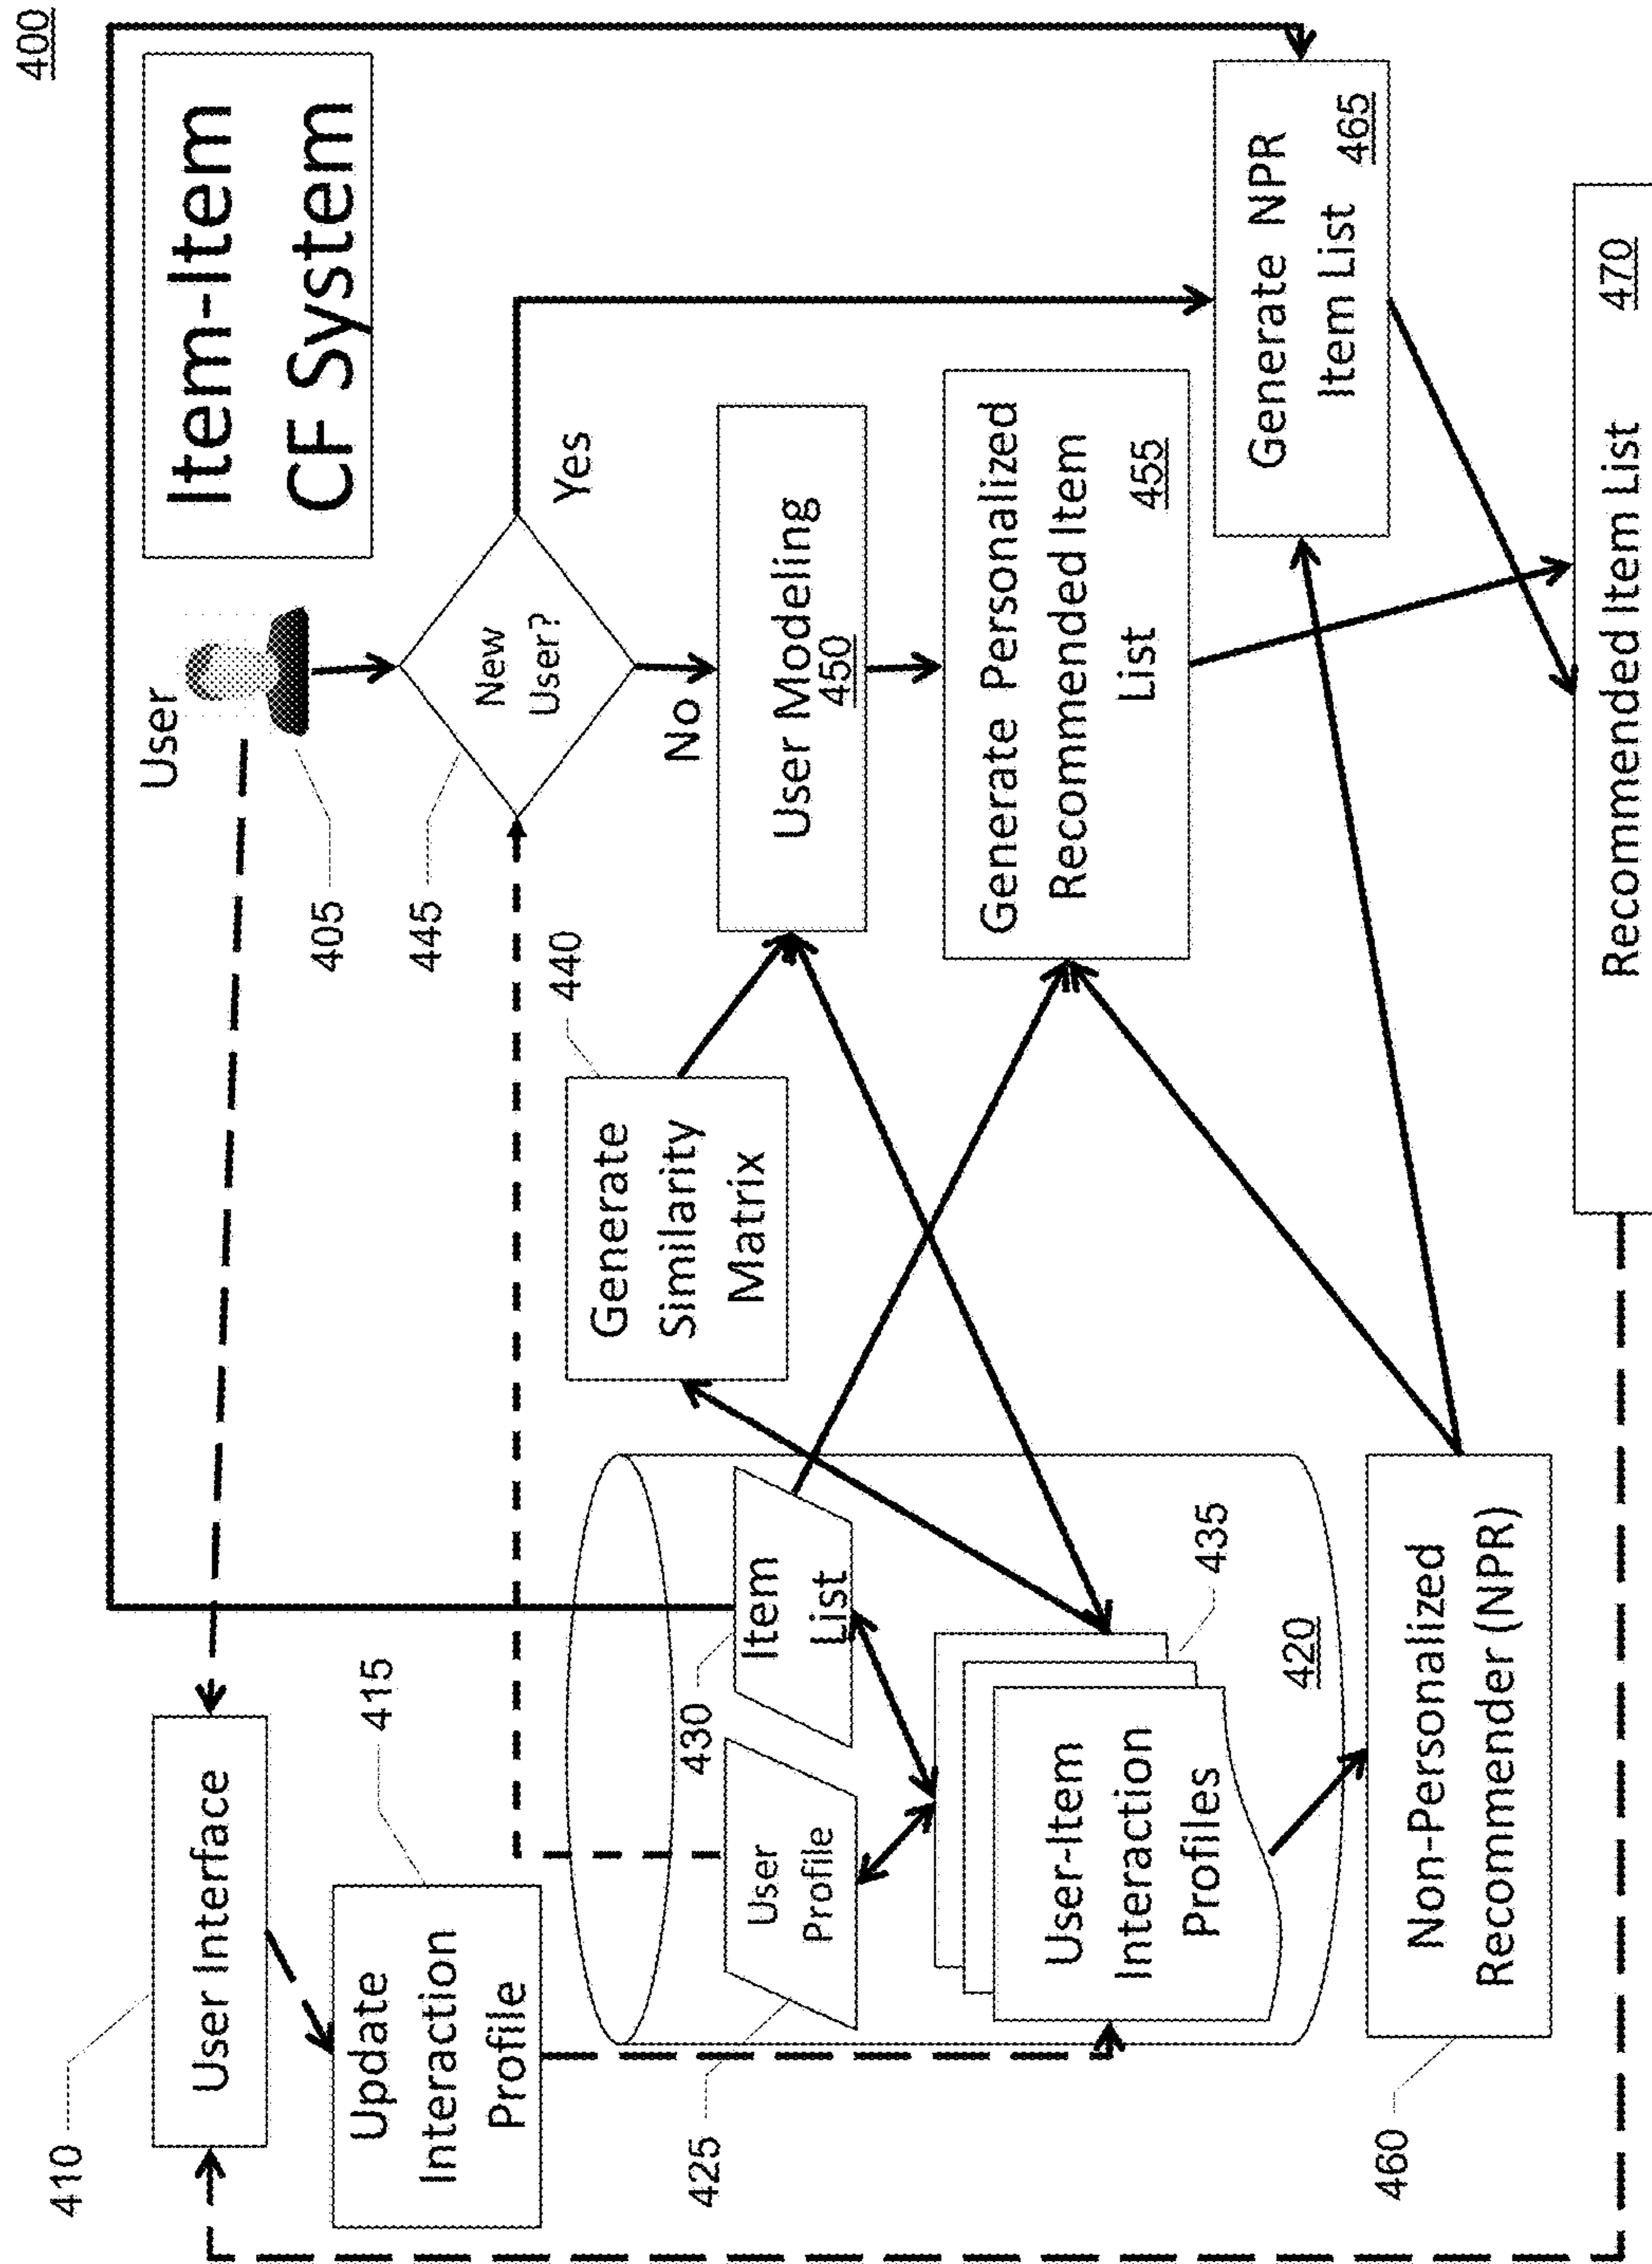 400
Item-Item
CF System
User
405
User Interface
410
Update
Interaction
Profile
415
445
New
User?
Yes
No
440
Generate
Similarity
Matrix
User Modeling
450
User
Profile
425
Item
List
430
User-Item
Interaction
Profiles
435
420
Generate Personalized
Recommended Item
List
455
Generate NPR
Item List
465
Non-Personalized
Recommender (NPR)
460
Recommended Item List
470